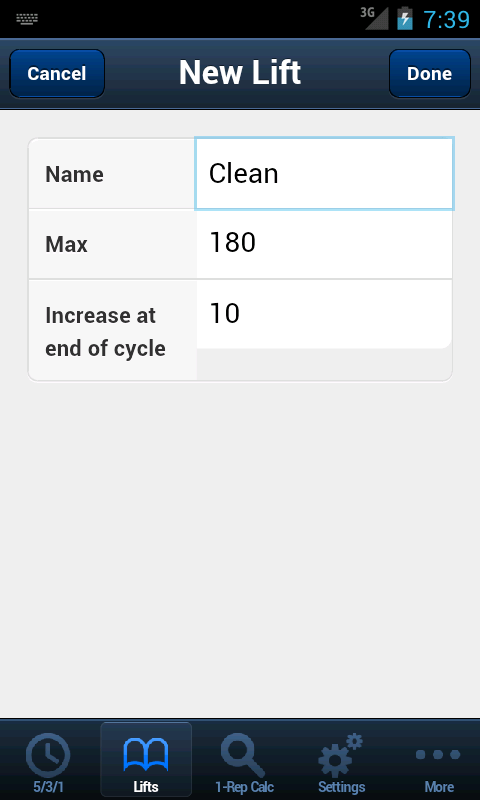 3G 7:39
Cancel New Lift Done
Name Clean
Max 180
Increase at 10
end of cycle
5/3/1 Lifts 1-Rep Calc Settings More